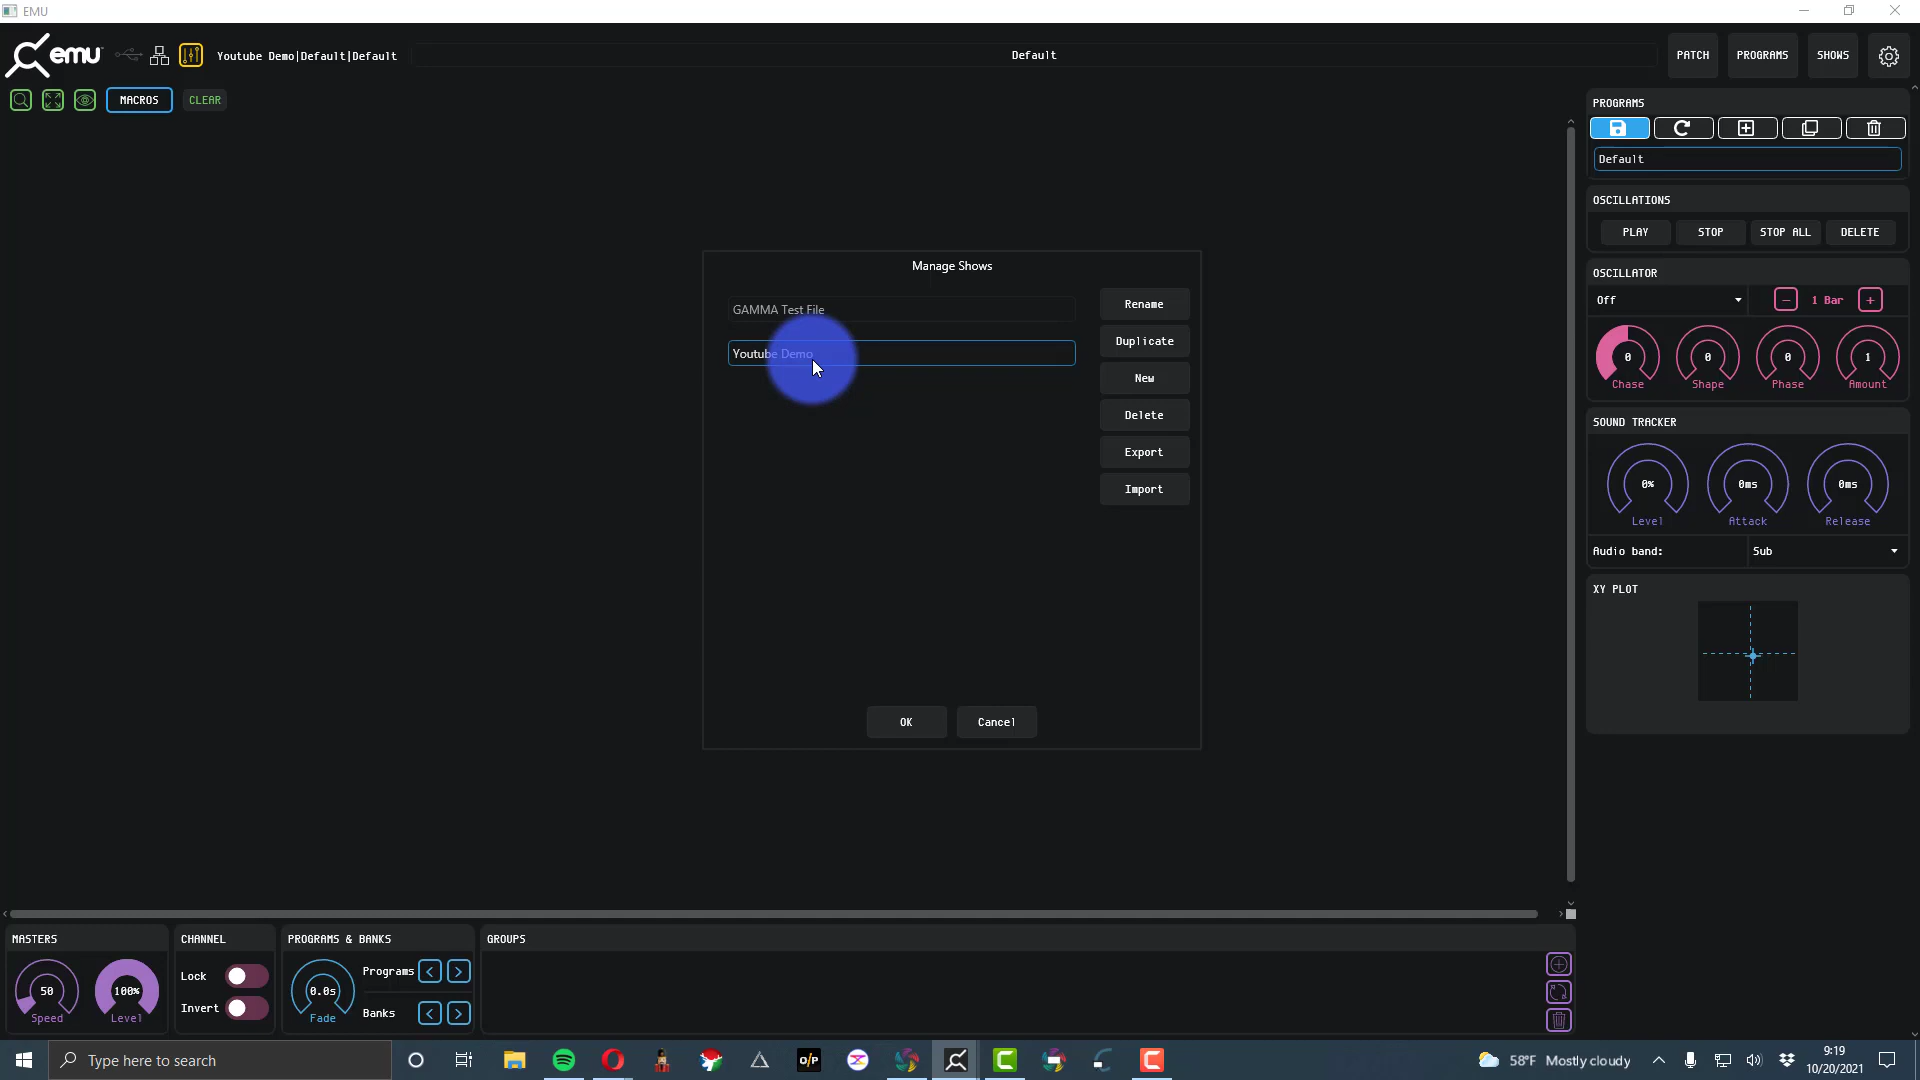 EMU
emu
Youtube Demo|Default|Default
Default
PATCH
PROGRAMS
SHOWS
MACROS
CLEAR
PROGRAMS
Default
OSCILLATIONS
PLAY
STOP
STOP ALL
DELETE
OSCILLATOR
Off
1 Bar
0
0
0
1
Chase
Shape
Phase
Amount
SOUND TRACKER
0%
0ms
0ms
Level
Attack
Release
Audio band:
Sub
XY PLOT
Manage Shows
GAMMA Test File
Youtube Demo
Rename
Duplicate
New
Delete
Export
Import
OK
Cancel
MASTERS
50
100%
Speed
Level
CHANNEL
Lock
Invert
PROGRAMS & BANKS
0.0s
Fade
Programs
Banks
GROUPS
Type here to search
o/p
58°F Mostly cloudy
9:19
10/20/2021